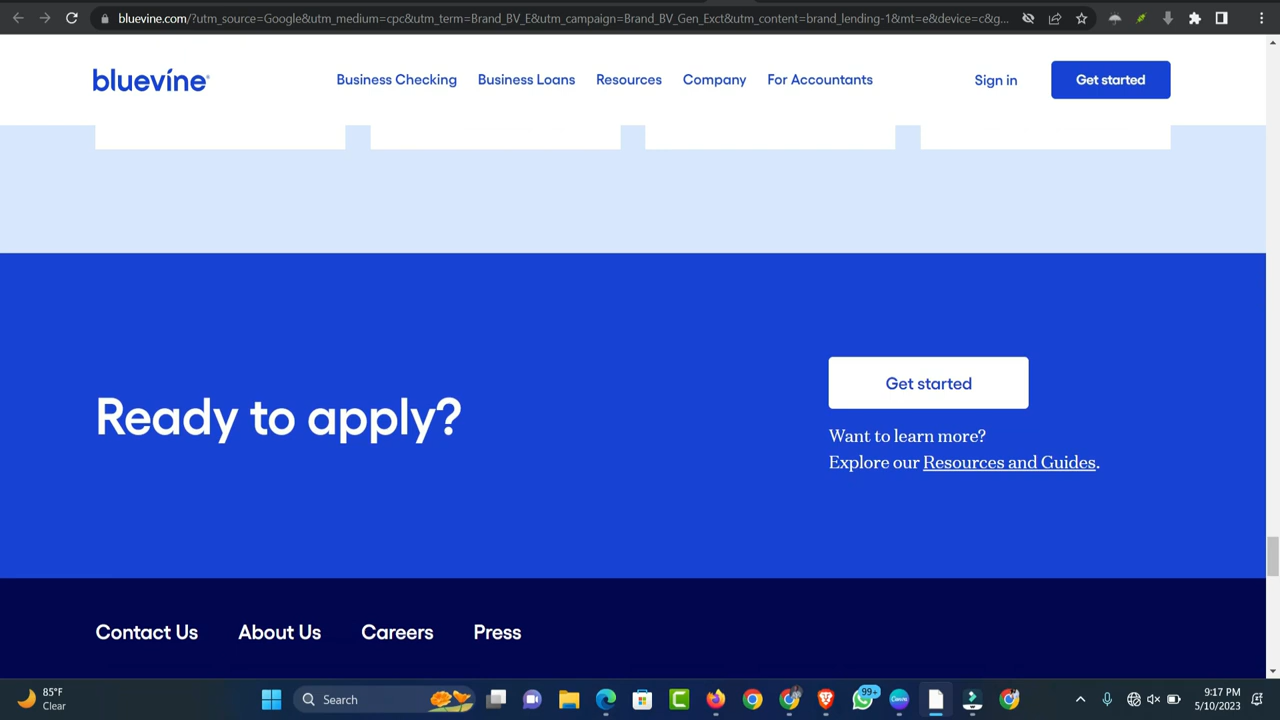 bluevine.com/?utm_source=Google&utm_medium=cpc&utm_term=Brand_BV_E&utm_campaign=Brand_BV_Gen_Exct&utm_content=brand_lending-1&mt=e&device=c&g...
bluevine
Business Checking Business Loans Resources Company For Accountants Sign in Get started
Ready to apply?
Get started
Want to learn more?
Explore our Resources and Guides.
Contact Us About Us Careers Press
85°F
Clear
Search
99+
9:17 PM
5/10/2023